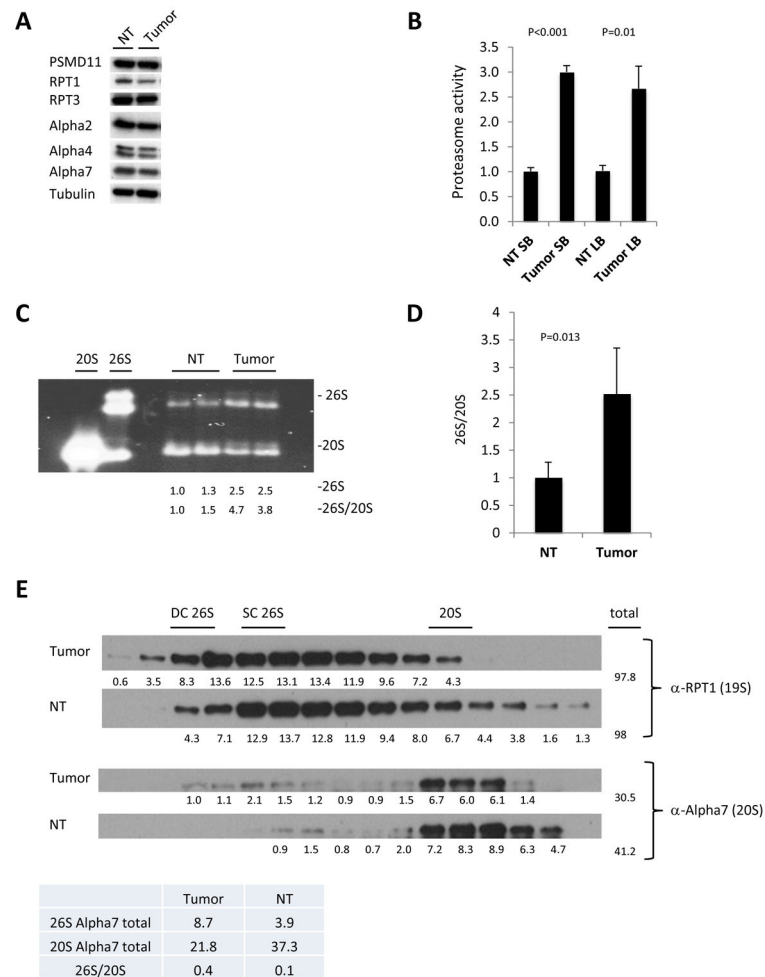 A
NT Tumor
PSMD11
RPT1
RPT3
Alpha2
Alpha4
Alpha7
Tubulin
B
P<0.001 P=0.01
Proteasome activity
3.5
3.0
2.5
2.0
1.5
1.0
0.5
0.0
NT SB Tumor SB NT LB Tumor LB
C
20S 26S NT Tumor
- 26S
-20S
1.0 1.3 2.5 2.5 -26S
1.0 1.5 4.7 3.8 -26S/20S
D
P=0.013
26S/20S
4
3.5
3
2.5
2
1.5
1
0.5
0
NT Tumor
E
DC 26S SC 26S 20S total
Tumor
0.6 3.5 8.3 13.6 12.5 13.1 13.4 11.9 9.6 7.2 4.3 97.8
α-RPT1 (19S)
NT
4.3 7.1 12.9 13.7 12.8 11.9 9.4 8.0 6.7 4.4 3.8 1.6 1.3 98
Tumor
1.0 1.1 2.1 1.5 1.2 0.9 0.9 1.5 6.7 6.0 6.1 1.4 30.5
α-Alpha7 (20S)
NT
0.9 1.5 0.8 0.7 2.0 7.2 8.3 8.9 6.3 4.7 41.2
Tumor NT
26S Alpha7 total 8.7 3.9
20S Alpha7 total 21.8 37.3
26S/20S 0.4 0.1